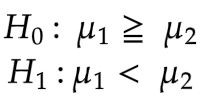 H₀ : μ₁ ≧ μ₂
H₁ : μ₁ < μ₂